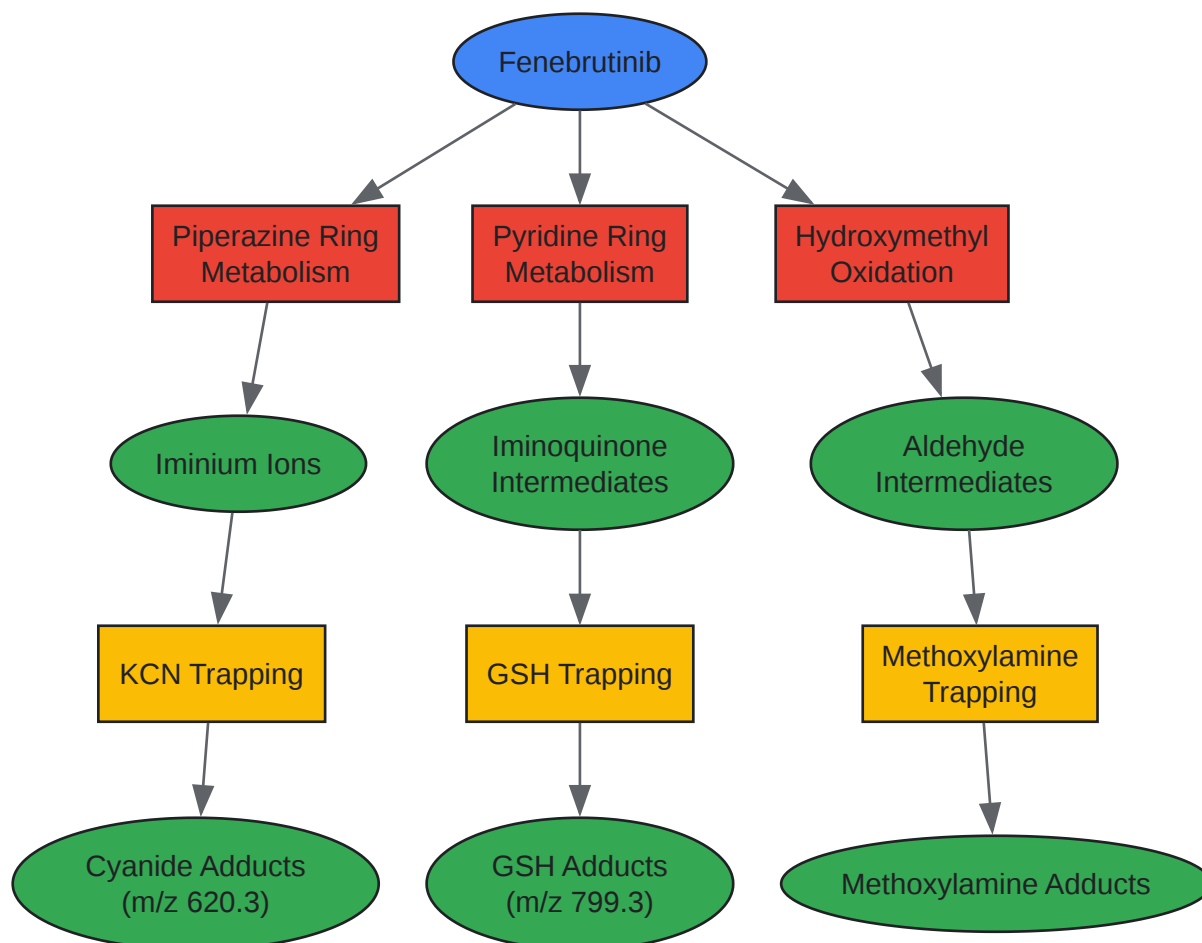 Fenebrutinib
Piperazine Ring
Metabolism
Pyridine Ring
Metabolism
Hydroxymethyl
Oxidation
Iminium Ions
Iminoquinone
Intermediates
Aldehyde
Intermediates
KCN Trapping
GSH Trapping
Methoxylamine
Trapping
Cyanide Adducts
(m/z 620.3)
GSH Adducts
(m/z 799.3)
Methoxylamine Adducts